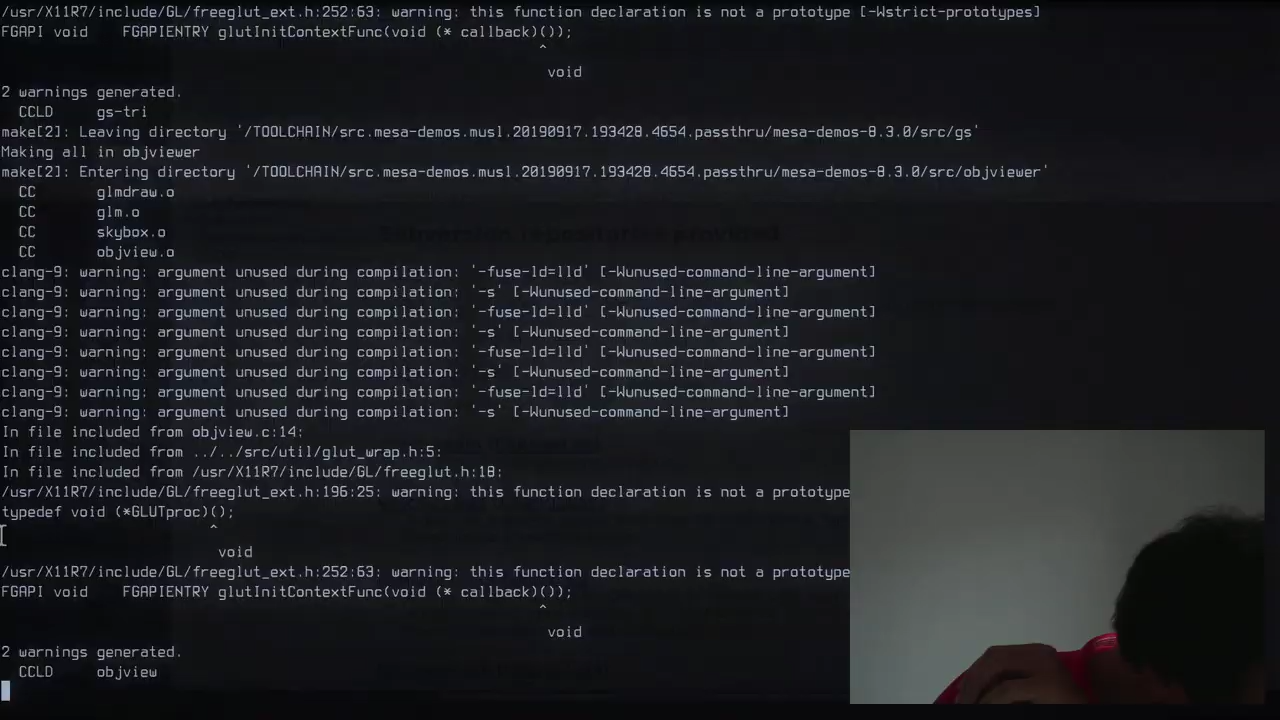 /usr/X11R7/include/GL/freeglut_ext.h:252:63: warning: this function declaration is not a prototype [-Wstrict-prototypes]
FGAPI void    FGAPIENTRY glutInitContextFunc(void (* callback)());
^
void
2 warnings generated.
CCLD     gs-tri
make[2]: Leaving directory '/TOOLCHAIN/src.mesa-demos.musl.20190917.193428.4654.passthru/mesa-demos-8.3.0/src/gs'
Making all in objviewer
make[2]: Entering directory '/TOOLCHAIN/src.mesa-demos.musl.20190917.193428.4654.passthru/mesa-demos-8.3.0/src/objviewer'
CC       glmdraw.o
CC       glm.o
CC       skybox.o
CC       objview.o
clang-9: warning: argument unused during compilation: '-fuse-ld=lld' [-Wunused-command-line-argument]
clang-9: warning: argument unused during compilation: '-s' [-Wunused-command-line-argument]
clang-9: warning: argument unused during compilation: '-fuse-ld=lld' [-Wunused-command-line-argument]
clang-9: warning: argument unused during compilation: '-s' [-Wunused-command-line-argument]
clang-9: warning: argument unused during compilation: '-fuse-ld=lld' [-Wunused-command-line-argument]
clang-9: warning: argument unused during compilation: '-s' [-Wunused-command-line-argument]
clang-9: warning: argument unused during compilation: '-fuse-ld=lld' [-Wunused-command-line-argument]
clang-9: warning: argument unused during compilation: '-s' [-Wunused-command-line-argument]
In file included from objview.c:14:
In file included from ../../src/util/glut_wrap.h:5:
In file included from /usr/X11R7/include/GL/freeglut.h:18:
/usr/X11R7/include/GL/freeglut_ext.h:196:25: warning: this function declaration is not a prototype
typedef void (*GLUTproc)();
^
void
/usr/X11R7/include/GL/freeglut_ext.h:252:63: warning: this function declaration is not a prototype
FGAPI void    FGAPIENTRY glutInitContextFunc(void (* callback)());
^
void
2 warnings generated.
CCLD     objview